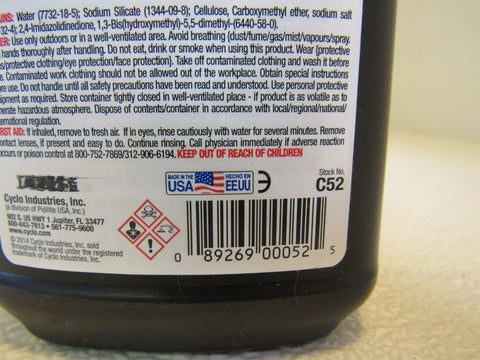 INS: Water (7732-18-5); Sodium Silicate (1344-09-8); Cellulose, Carboxymethyl ether, sodium salt
32-4); 2,4-Imidazolidinedione, 1,3-Bis(hydroxymethyl)-5,5-dimethyl-(6440-58-0).
ER: Use only outdoors or in a well-ventilated area. Avoid breathing (dust/fume/gas/mist/vapours/spray.
hands thoroughly after handling. Do not eat, drink or smoke when using this product. Wear (protective
s/protective clothing/eye protection/face protection). Take off contaminated clothing and wash it before
e. Contaminated work clothing should not be allowed out of the workplace. Obtain special instructions
re use. Do not handle until all safety precautions have been read and understood. Use personal protective
uipment as required. Store container tightly closed in well-ventilated place - if product is as volatile as to
nerate hazardous atmosphere. Dispose of contents/container in accordance with local/regional/national/
ternational regulation.
FIRST AID: If inhaled, remove to fresh air. If in eyes, rinse cautiously with water for several minutes. Remove
contact lenses, if present and easy to do. Continue rinsing. Call physician immediately if adverse reaction
occurs or poison control at 800-752-7869/312-906-6194. KEEP OUT OF REACH OF CHILDREN
Cyclo Industries, Inc.
(a division of Pidilite USA, Inc.)
902 S. US HWY 1 Jupiter, FL 33477
800-843-7813 • 561-775-9600
www.cyclo.com
© 2014 Cyclo Industries, Inc. sold
throughout the world under the registered
trademark of Cyclo Industries, Inc.
MADE IN THE USA
HECHO EN EEUU
Stock No.
C52
0 89269 00052 5